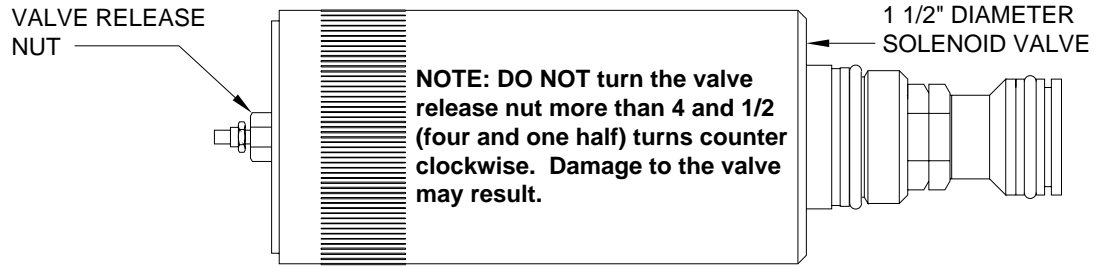 VALVE RELEASE
NUT
1 1/2" DIAMETER
SOLENOID VALVE
NOTE: DO NOT turn the valve
release nut more than 4 and 1/2
(four and one half) turns counter
clockwise.  Damage to the valve
may result.